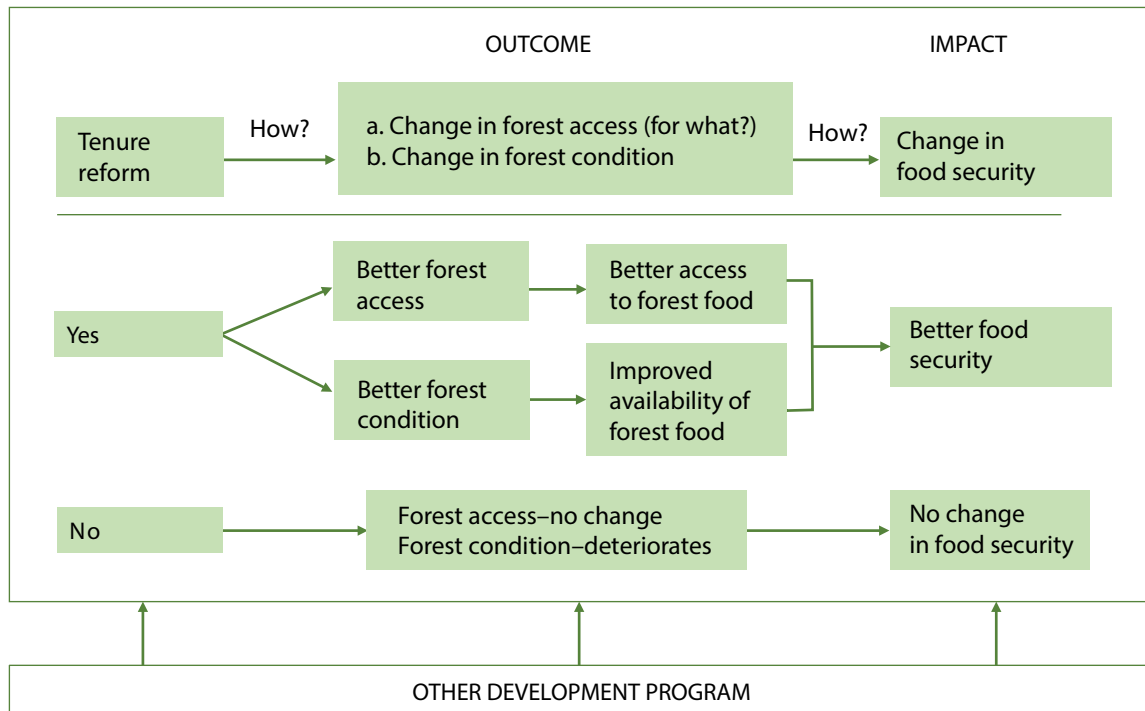 OUTCOME
IMPACT
Tenure
reform
How?
a. Change in forest access (for what?)
b. Change in forest condition
How?
Change in
food security
Yes
Better forest
access
Better access
to forest food
Better forest
condition
Improved
availability of
forest food
Better food
security
No
Forest access–no change
Forest condition–deteriorates
No change
in food security
OTHER DEVELOPMENT PROGRAM